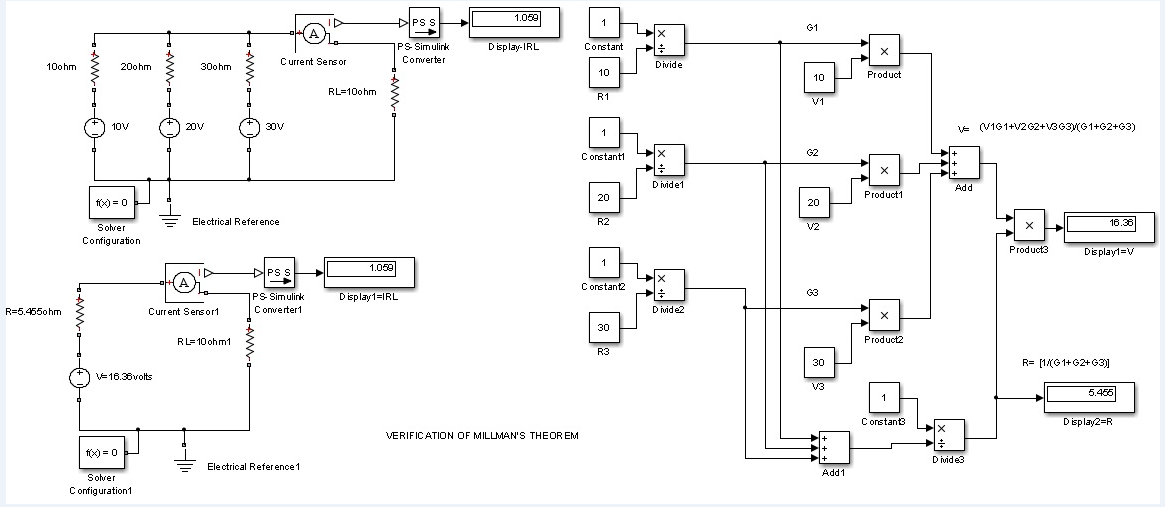 1.059
Display-IRL
I
A
PS S
PS-Simulink
Converter
Current Sensor
10ohm
20ohm
30ohm
RL=10ohm
10V
20V
30V
f(x) = 0
Solver
Configuration
Electrical Reference
1.059
Display1=IRL
I
A
PS S
PS-Simulink
Converter1
Current Sensor1
R=5.455ohm
RL=10ohm1
V=16.36volts
f(x) = 0
Solver
Configuration1
Electrical Reference1
VERIFICATION OF MILLMAN'S THEOREM
1
Constant
×
÷
Divide
10
R1
G1
×
Product
10
V1
1
Constant1
×
÷
Divide1
20
R2
G2
×
Product1
20
V2
V= (V1G1+V2G2+V3G3)/(G1+G2+G3)
+
+
+
Add
×
Product3
16.36
Display1=V
1
Constant2
×
÷
Divide2
30
R3
G3
×
Product2
30
V3
R= [1/(G1+G2+G3)]
5.455
Display2=R
1
Constant3
×
÷
Divide3
+
+
+
Add1